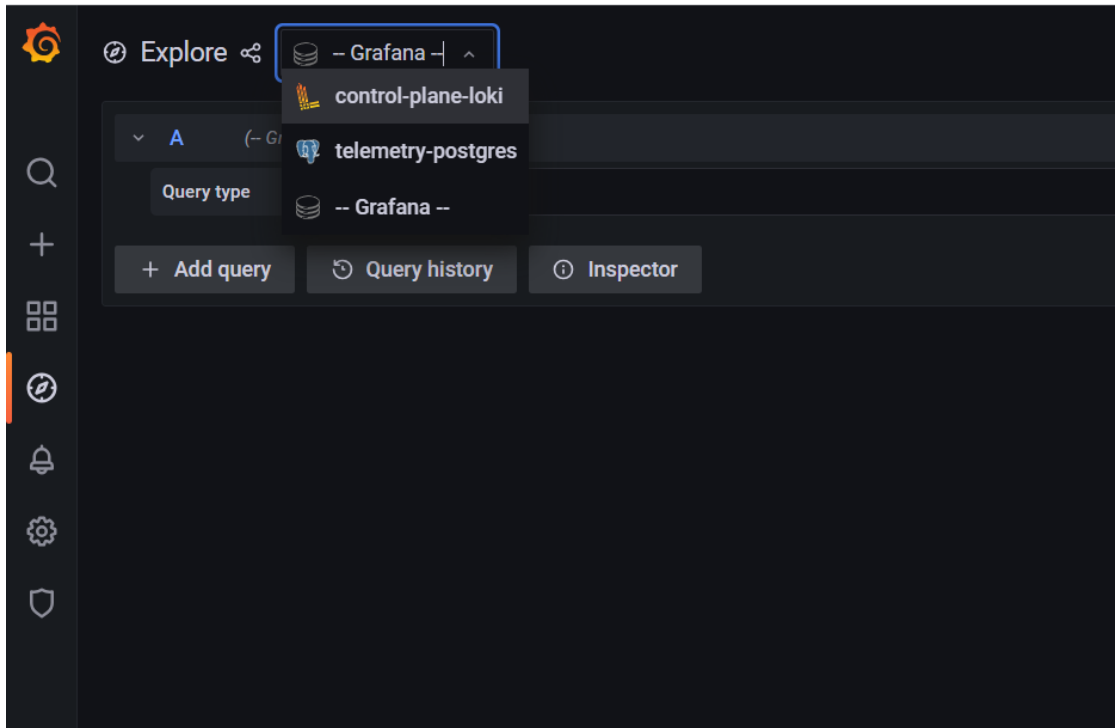 Explore
-- Grafana --
control-plane-loki
A
telemetry-postgres
Query type
-- Grafana --
+ Add query
Query history
Inspector